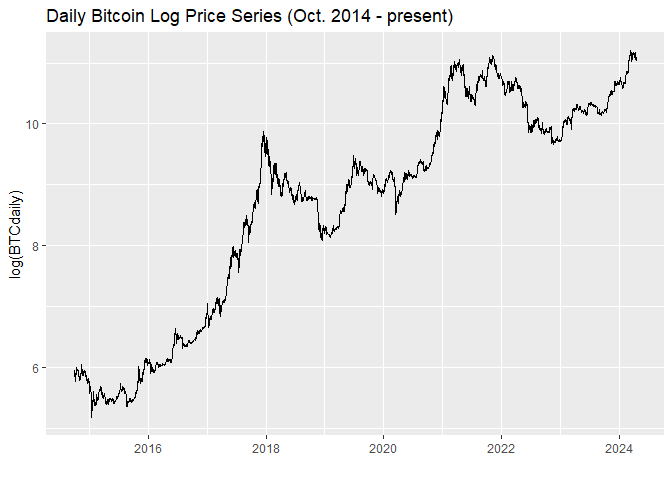 Daily Bitcoin Log Price Series (Oct. 2014 - present)
log(BTCdaily)
10
8
6
2016 2018 2020 2022 2024